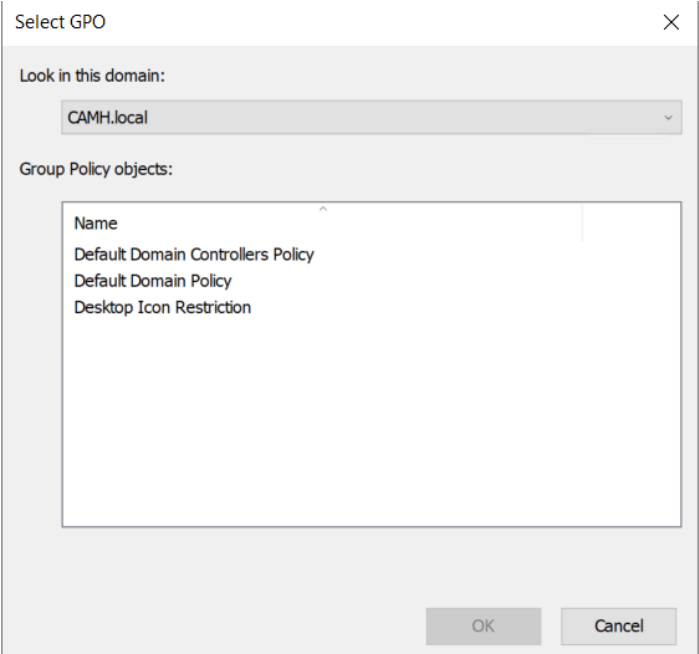 Select GPO
Look in this domain:
CAMH.local
Group Policy objects:
Name
Default Domain Controllers Policy
Default Domain Policy
Desktop Icon Restriction
OK Cancel